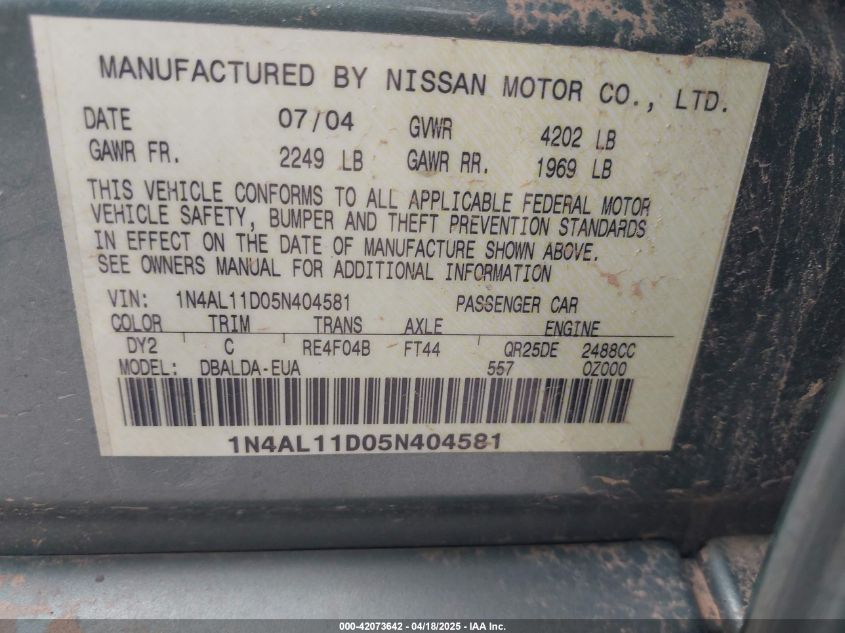 MANUFACTURED BY NISSAN MOTOR CO., LTD.
DATE 07/04 GVWR 4202 LB
GAWR FR. 2249 LB GAWR RR. 1969 LB
THIS VEHICLE CONFORMS TO ALL APPLICABLE FEDERAL MOTOR
VEHICLE SAFETY, BUMPER AND THEFT PREVENTION STANDARDS
IN EFFECT ON THE DATE OF MANUFACTURE SHOWN ABOVE.
SEE OWNERS MANUAL FOR ADDITIONAL INFORMATION
VIN: 1N4AL11D05N404581 PASSENGER CAR
COLOR TRIM TRANS AXLE ENGINE
DY2 C RE4F04B FT44 QR25DE 2488CC
MODEL: DBALDA-EUA 557 0Z000
1N4AL11D05N404581
000-42073642 - 04/18/2025 - IAA Inc.